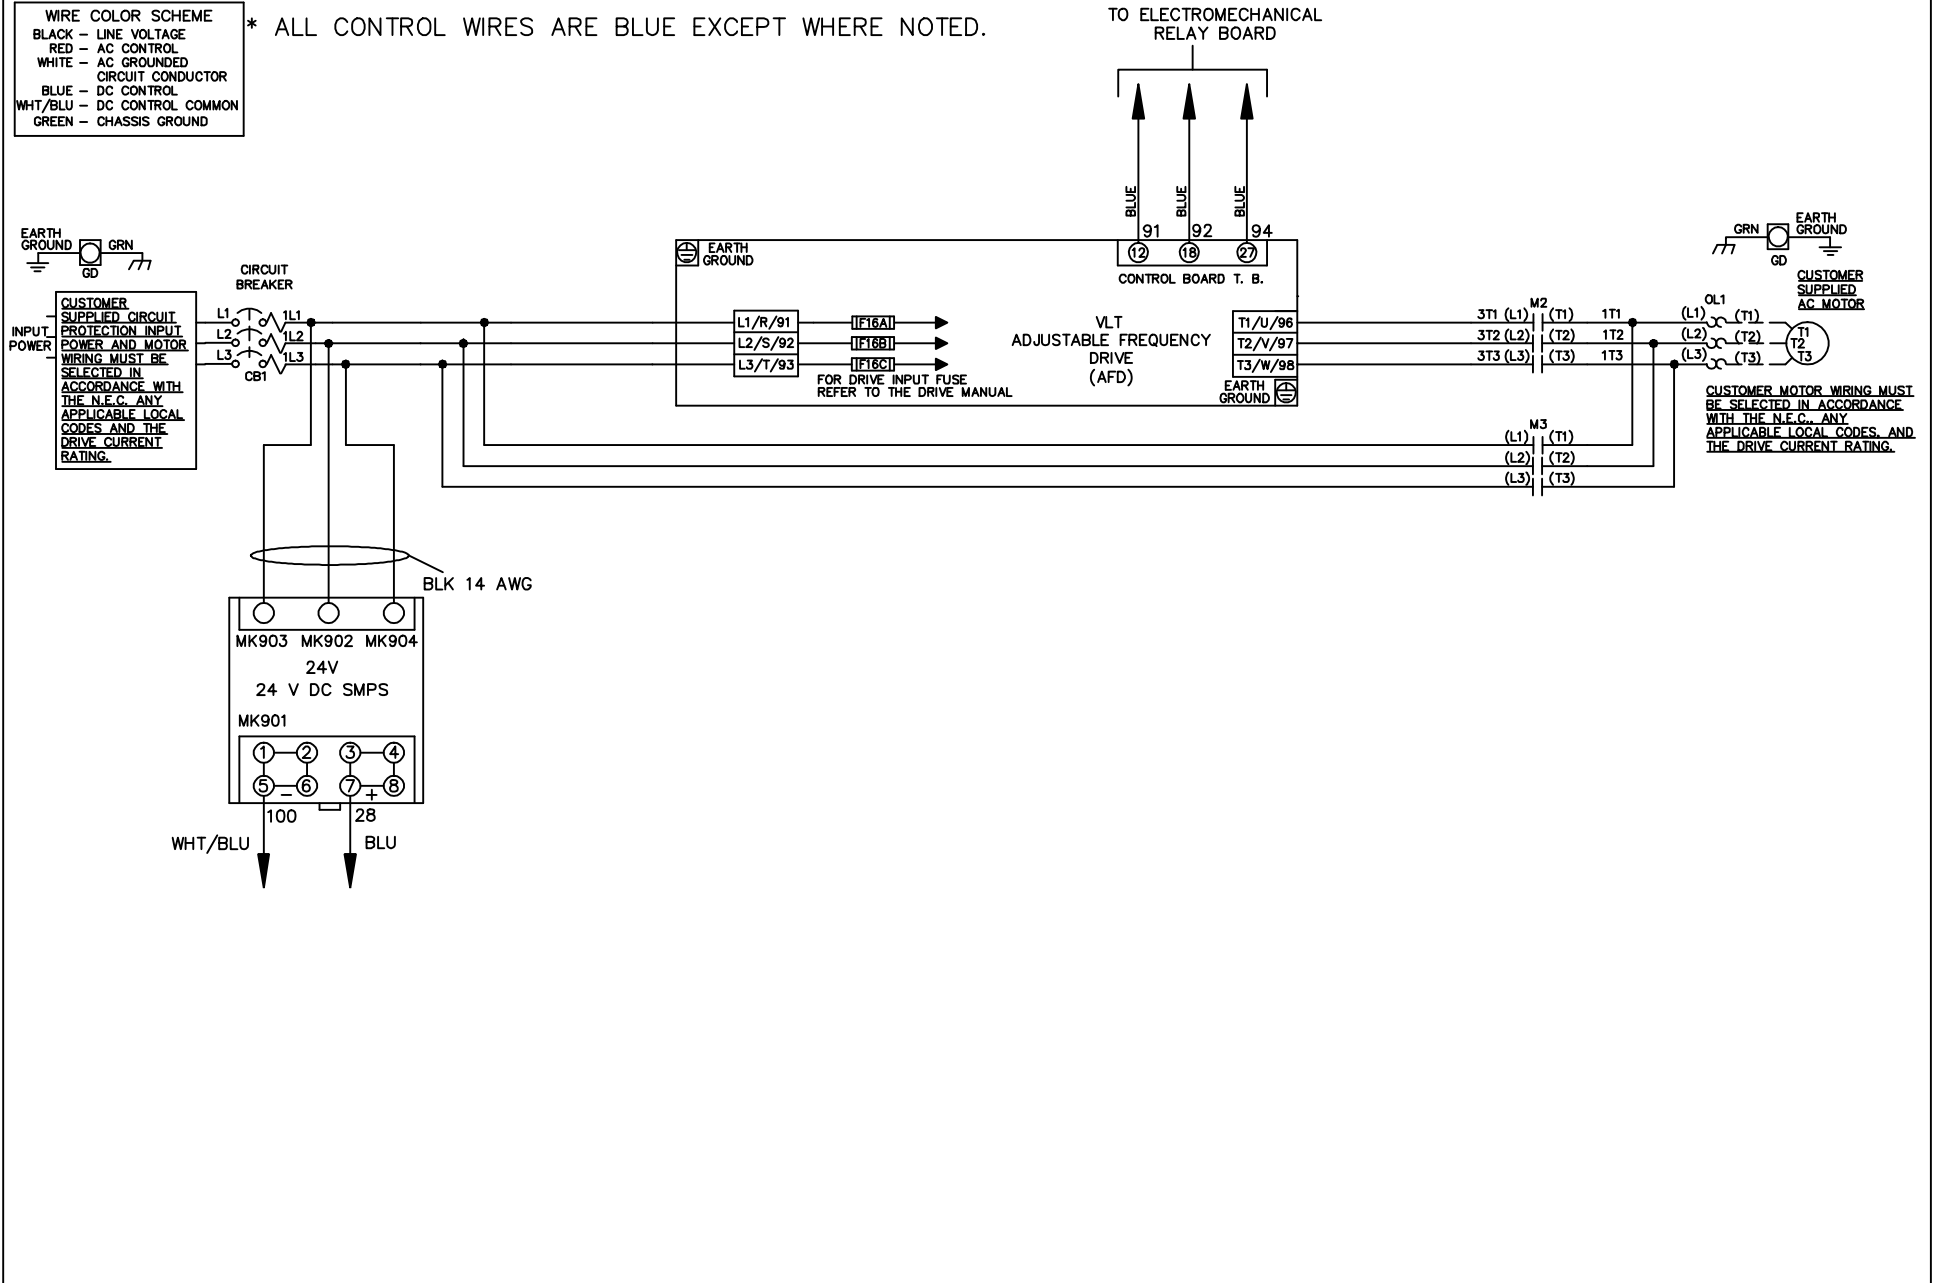 WIRE COLOR SCHEME
BLACK – LINE VOLTAGE
RED – AC CONTROL
WHITE – AC GROUNDED
CIRCUIT CONDUCTOR
BLUE – DC CONTROL
WHT/BLU – DC CONTROL COMMON
GREEN – CHASSIS GROUND
* ALL CONTROL WIRES ARE BLUE EXCEPT WHERE NOTED.
TO ELECTROMECHANICAL
RELAY BOARD
BLUE
BLUE
BLUE
91 92 94
12 18 27
CONTROL BOARD T. B.
EARTH
GROUND
GRN
GD
INPUT
POWER
CUSTOMER
SUPPLIED CIRCUIT
PROTECTION INPUT
POWER AND MOTOR
WIRING MUST BE
SELECTED IN
ACCORDANCE WITH
THE N.E.C. ANY
APPLICABLE LOCAL
CODES AND THE
DRIVE CURRENT
RATING.
CIRCUIT
BREAKER
L1 1L1
L2 1L2
L3 1L3
CB1
EARTH
GROUND
L1/R/91
L2/S/92
L3/T/93
F16A
F16B
F16C
FOR DRIVE INPUT FUSE
REFER TO THE DRIVE MANUAL
VLT
ADJUSTABLE FREQUENCY
DRIVE
(AFD)
T1/U/96
T2/V/97
T3/W/98
EARTH
GROUND
M2
3T1 (L1) (T1) 1T1
3T2 (L2) (T2) 1T2
3T3 (L3) (T3) 1T3
M3
(L1) (T1)
(L2) (T2)
(L3) (T3)
OL1
(L1) (T1)
(L2) (T2)
(L3) (T3)
T1
T2
T3
GRN
EARTH
GROUND
GD
CUSTOMER
SUPPLIED
AC MOTOR
CUSTOMER MOTOR WIRING MUST
BE SELECTED IN ACCORDANCE
WITH THE N.E.C., ANY
APPLICABLE LOCAL CODES, AND
THE DRIVE CURRENT RATING.
BLK 14 AWG
MK903 MK902 MK904
24V
24 V DC SMPS
MK901
1 2 3 4
5 6 7 8
– +
100 28
WHT/BLU BLU